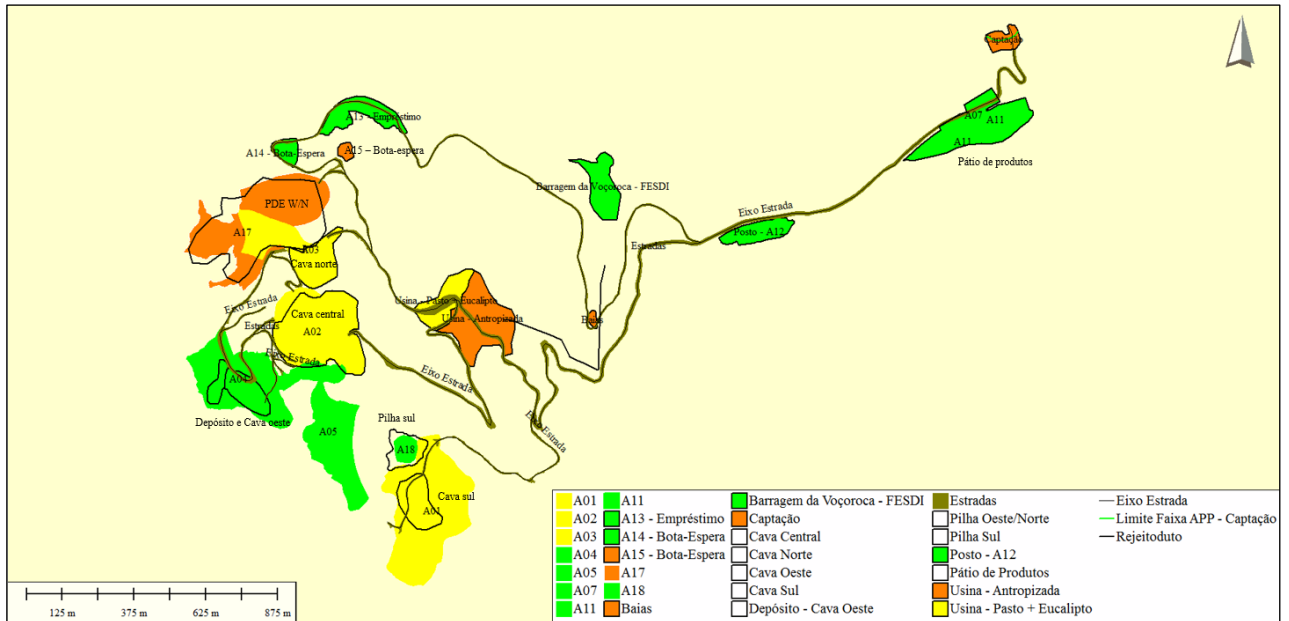 Captação
A13 - Empréstimo
A07
A11
A11
A14 - Bota-Espera
A15 – Bota-espera
Pátio de produtos
Barragem da Voçoroca - FESDI
PDE W/N
Eixo Estrada
A17
Posto - A12
A03
Estradas
Cava norte
Eixo Estrada
Usina - Pasto + Eucalipto
Cava central
Usina - Antropizada
Baias
Estradas
A02
Eixo Estrada
Eixo Estrada
A04
Depósito e Cava oeste
Pilha sul
Eixo Estrada
A05
A18
Cava sul
A01
A01
A02
A03
A04
A05
A07
A11
A11
A13 - Empréstimo
A14 - Bota-Espera
A15 - Bota-Espera
A17
A18
Baias
Barragem da Voçoroca - FESDI
Captação
Cava Central
Cava Norte
Cava Oeste
Cava Sul
Depósito - Cava Oeste
Estradas
Pilha Oeste/Norte
Pilha Sul
Posto - A12
Pátio de Produtos
Usina - Antropizada
Usina - Pasto + Eucalipto
Eixo Estrada
Limite Faixa APP - Captação
Rejeitoduto
125 m 375 m 625 m 875 m